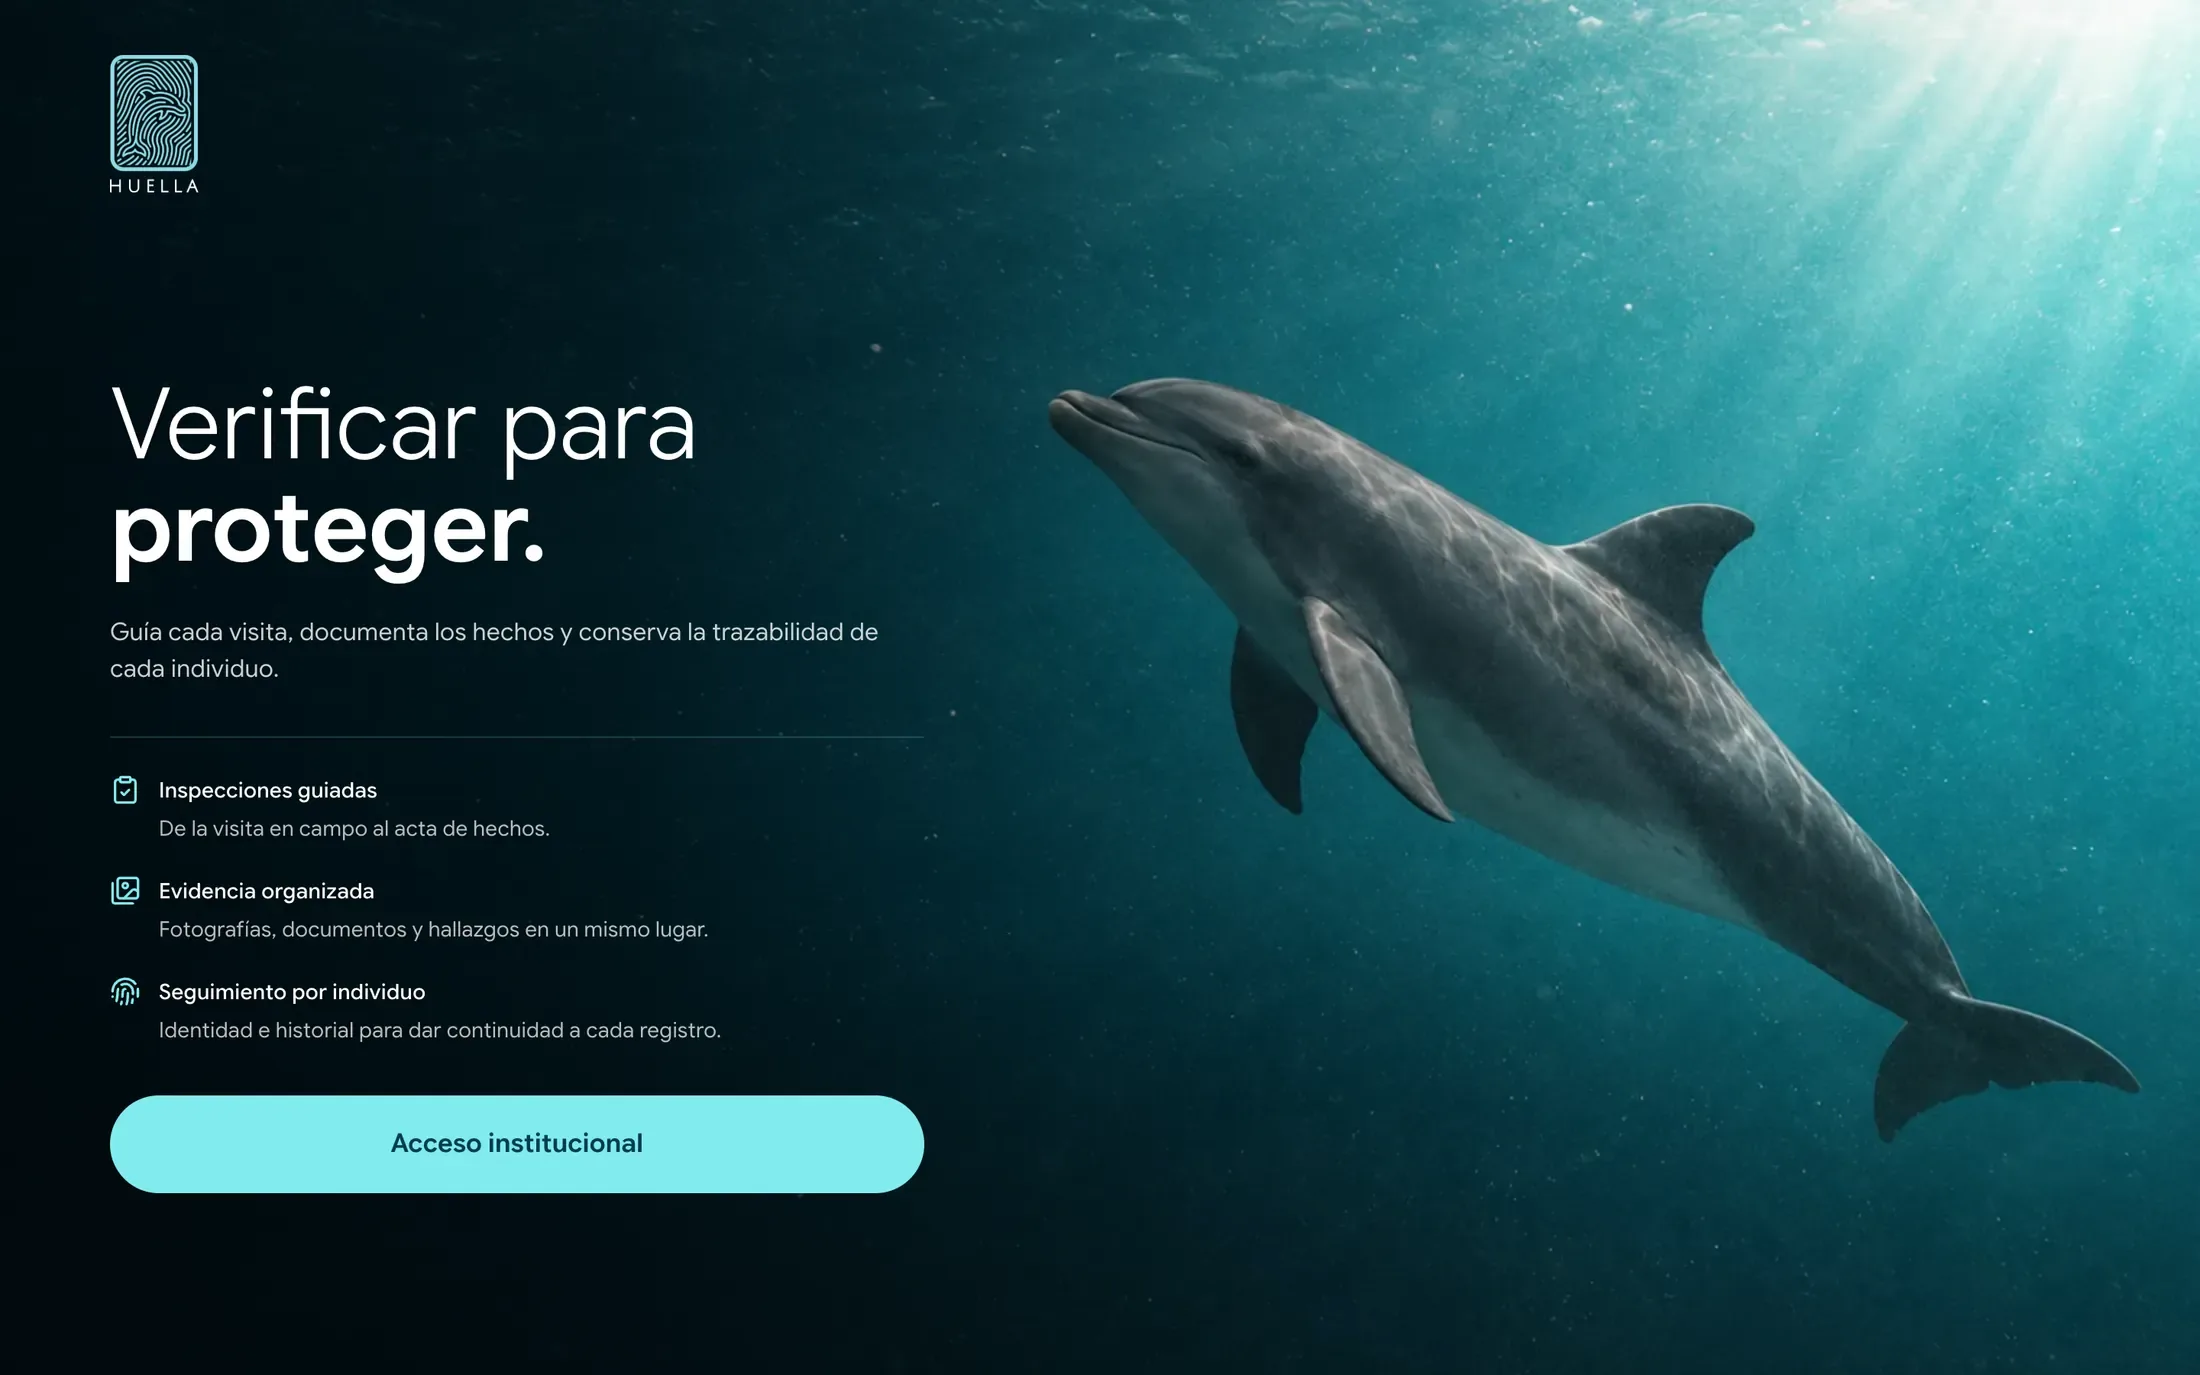 HUELLA
Verificar para
proteger.
Guía cada visita, documenta los hechos y conserva la trazabilidad de
cada individuo.
Inspecciones guiadas
De la visita en campo al acta de hechos.
Evidencia organizada
Fotografías, documentos y hallazgos en un mismo lugar.
Seguimiento por individuo
Identidad e historial para dar continuidad a cada registro.
Acceso institucional